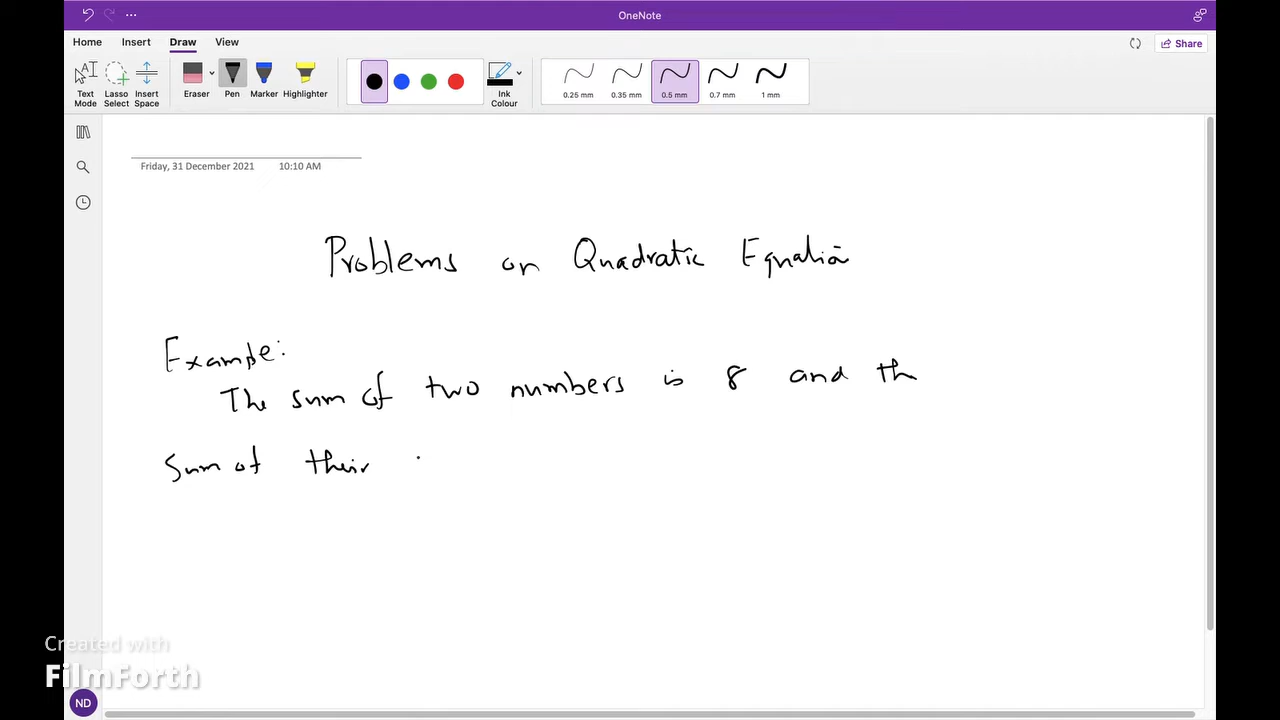 OneNote
Home Insert Draw View
Share
Text Mode
Lasso Select
Insert Space
Eraser
Pen
Marker
Highlighter
Ink Colour
0.25 mm
0.35 mm
0.5 mm
0.7 mm
1 mm
Friday, 31 December 2021 10:10 AM
Problems on Quadratic Equation
Example:
The sum of two numbers is 8 and th
sum of their
Created with
FilmForth
ND